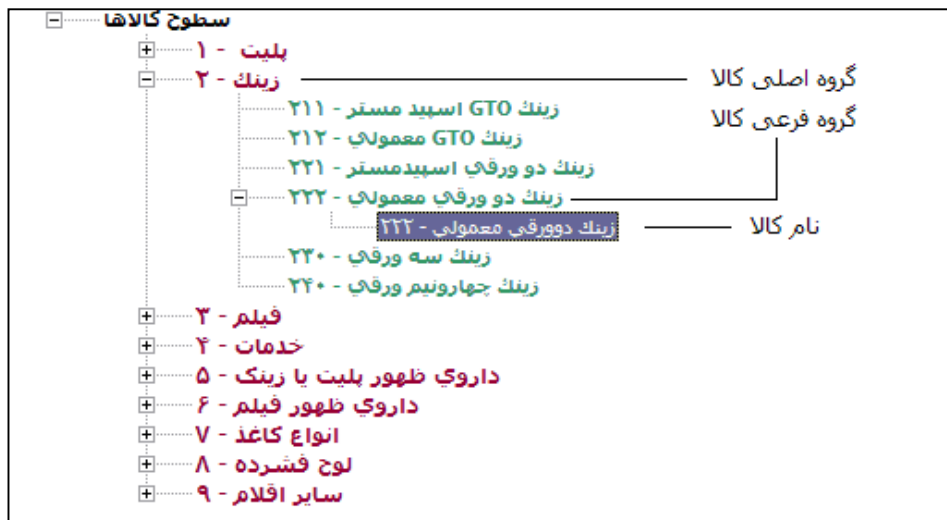 سطوح کالاها
۱ - پلیت
۲ - زینك
گروه اصلی کالا
۲۱۱ - زینك GTO اسپید مستر
گروه فرعی کالا
۲۱۲ - زینك GTO معمولي
۲۲۱ - زینك دو ورقي اسپیدمستر
۲۲۲ - زینك دو ورقي معمولي
۲۲۲ - زینك دوورقي معمولي
نام کالا
۲۳۰ - زینك سه ورقي
۲۴۰ - زینك چهارونیم ورقي
۳ - فیلم
۴ - خدمات
۵ - داروي ظهور پلیت یا زینک
۶ - داروي ظهور فیلم
۷ - انواع کاغذ
۸ - لوح فشرده
۹ - سایر اقلام